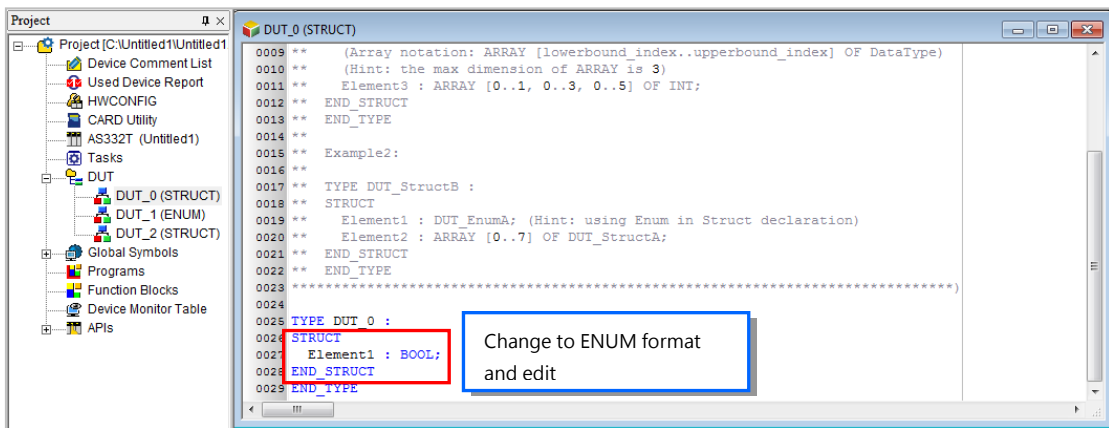 Project
Project [C:\Untitled1\Untitled1
Device Comment List
Used Device Report
HWCONFIG
CARD Utility
AS332T (Untitled1)
Tasks
DUT
DUT_0 (STRUCT)
DUT_1 (ENUM)
DUT_2 (STRUCT)
Global Symbols
Programs
Function Blocks
Device Monitor Table
APIs
DUT_0 (STRUCT)
0009 ** (Array notation: ARRAY [lowerbound_index..upperbound_index] OF DataType)
0010 ** (Hint: the max dimension of ARRAY is 3)
0011 ** Element3 : ARRAY [0..1, 0..3, 0..5] OF INT;
0012 ** END_STRUCT
0013 ** END_TYPE
0014 **
0015 ** Example2:
0016 **
0017 ** TYPE DUT_StructB :
0018 ** STRUCT
0019 ** Element1 : DUT_EnumA; (Hint: using Enum in Struct declaration)
0020 ** Element2 : ARRAY [0..7] OF DUT_StructA;
0021 ** END_STRUCT
0022 ** END_TYPE
0023 *******************************************************************************)
0024
0025 TYPE DUT_0 :
0026 STRUCT
0027 Element1 : BOOL;
0028 END_STRUCT
0029 END_TYPE
Change to ENUM format
and edit